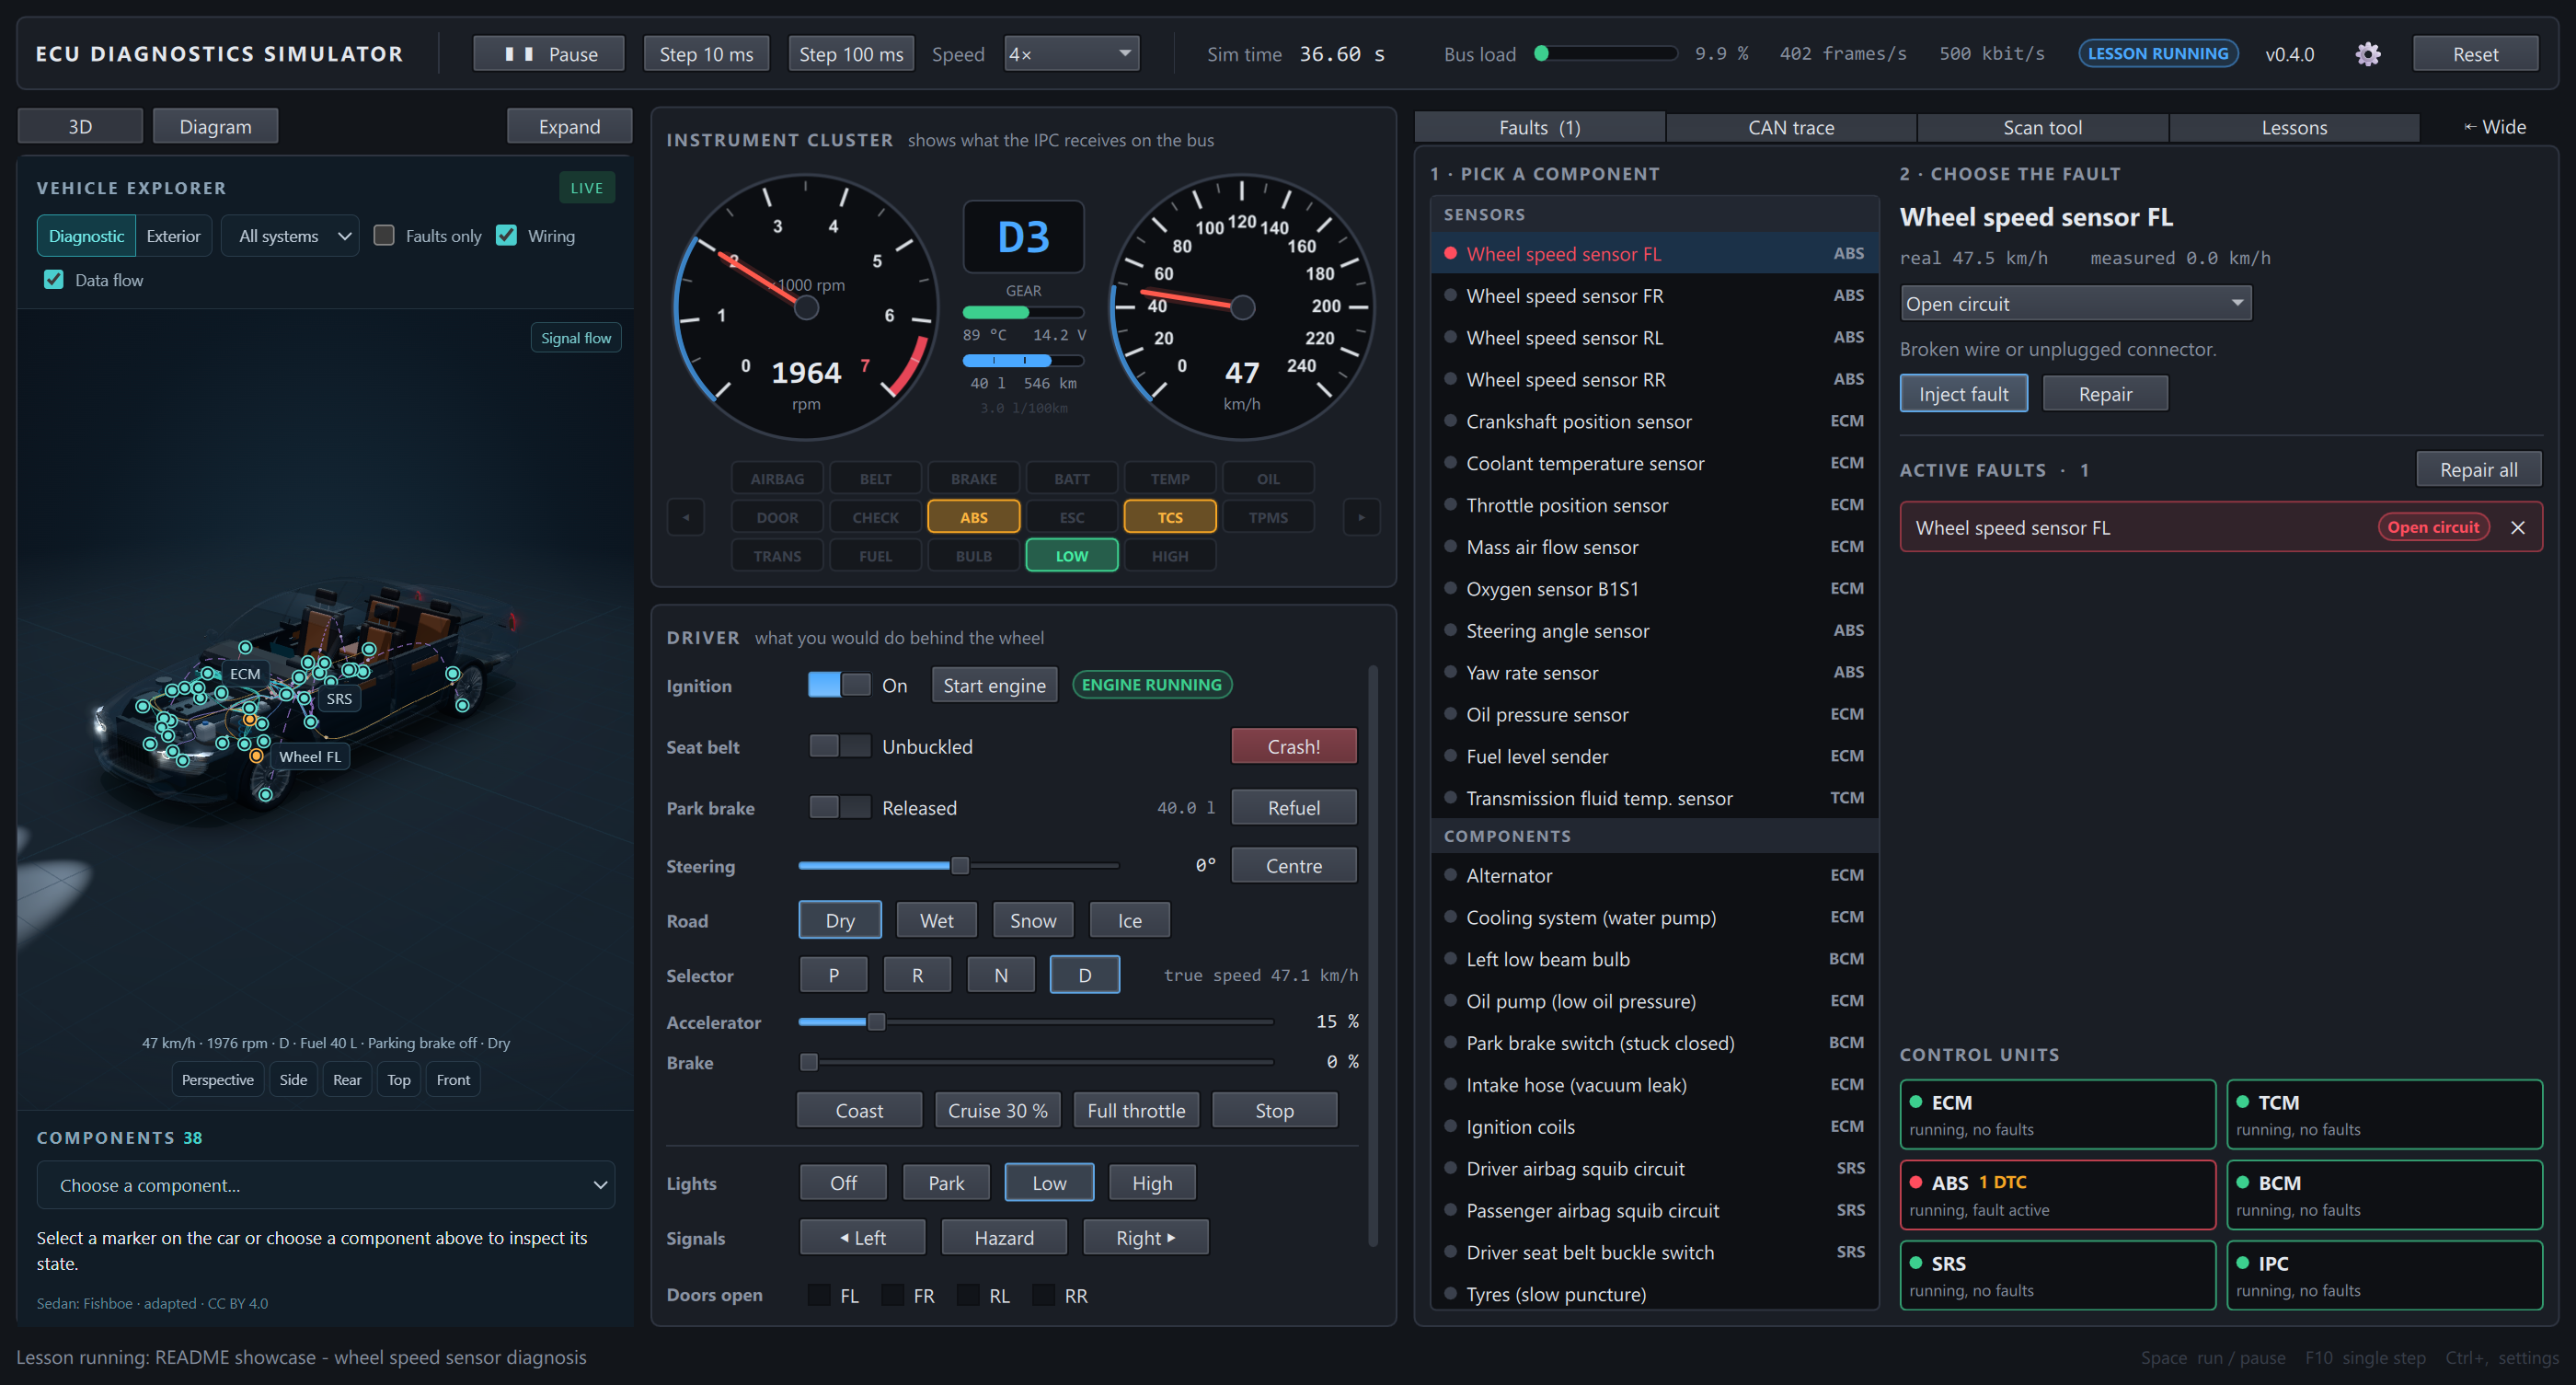 ECU DIAGNOSTICS SIMULATOR
Pause
Step 10 ms
Step 100 ms
Speed
4×
Sim time 36.60 s
Bus load 9.9 % 402 frames/s 500 kbit/s
LESSON RUNNING
v0.4.0
Reset
3D
Diagram
Expand
VEHICLE EXPLORER
LIVE
Diagnostic
Exterior
All systems
Faults only
Wiring
Data flow
Signal flow
ECM
SRS
Wheel FL
47 km/h · 1976 rpm · D · Fuel 40 L · Parking brake off · Dry
Perspective
Side
Rear
Top
Front
COMPONENTS 38
Choose a component...
Select a marker on the car or choose a component above to inspect its
state.
Sedan: Fishboe · adapted · CC BY 4.0
INSTRUMENT CLUSTER shows what the IPC receives on the bus
0
1
2
3
4
5
6
7
×1000 rpm
1964
rpm
D3
GEAR
89 °C 14.2 V
40 l 546 km
3.0 l/100km
0
20
40
60
80
100
120
140
160
180
200
220
240
47
km/h
AIRBAG
BELT
BRAKE
BATT
TEMP
OIL
DOOR
CHECK
ABS
ESC
TCS
TPMS
TRANS
FUEL
BULB
LOW
HIGH
DRIVER what you would do behind the wheel
Ignition On
Start engine
ENGINE RUNNING
Seat belt Unbuckled
Crash!
Park brake Released 40.0 l
Refuel
Steering 0°
Centre
Road
Dry
Wet
Snow
Ice
Selector
P
R
N
D
true speed 47.1 km/h
Accelerator 15 %
Brake 0 %
Coast
Cruise 30 %
Full throttle
Stop
Lights
Off
Park
Low
High
Signals
Left
Hazard
Right
Doors open FL FR RL RR
Faults (1)
CAN trace
Scan tool
Lessons
⇤ Wide
1 · PICK A COMPONENT
SENSORS
Wheel speed sensor FL ABS
Wheel speed sensor FR ABS
Wheel speed sensor RL ABS
Wheel speed sensor RR ABS
Crankshaft position sensor ECM
Coolant temperature sensor ECM
Throttle position sensor ECM
Mass air flow sensor ECM
Oxygen sensor B1S1 ECM
Steering angle sensor ABS
Yaw rate sensor ABS
Oil pressure sensor ECM
Fuel level sender ECM
Transmission fluid temp. sensor TCM
COMPONENTS
Alternator ECM
Cooling system (water pump) ECM
Left low beam bulb BCM
Oil pump (low oil pressure) ECM
Park brake switch (stuck closed) BCM
Intake hose (vacuum leak) ECM
Ignition coils ECM
Driver airbag squib circuit SRS
Passenger airbag squib circuit SRS
Driver seat belt buckle switch SRS
Tyres (slow puncture)
2 · CHOOSE THE FAULT
Wheel speed sensor FL
real 47.5 km/h measured 0.0 km/h
Open circuit
Broken wire or unplugged connector.
Inject fault
Repair
ACTIVE FAULTS · 1
Repair all
Wheel speed sensor FL Open circuit
CONTROL UNITS
ECM
running, no faults
TCM
running, no faults
ABS 1 DTC
running, fault active
BCM
running, no faults
SRS
running, no faults
IPC
running, no faults
Lesson running: README showcase - wheel speed sensor diagnosis
Space run / pause F10 single step Ctrl+, settings